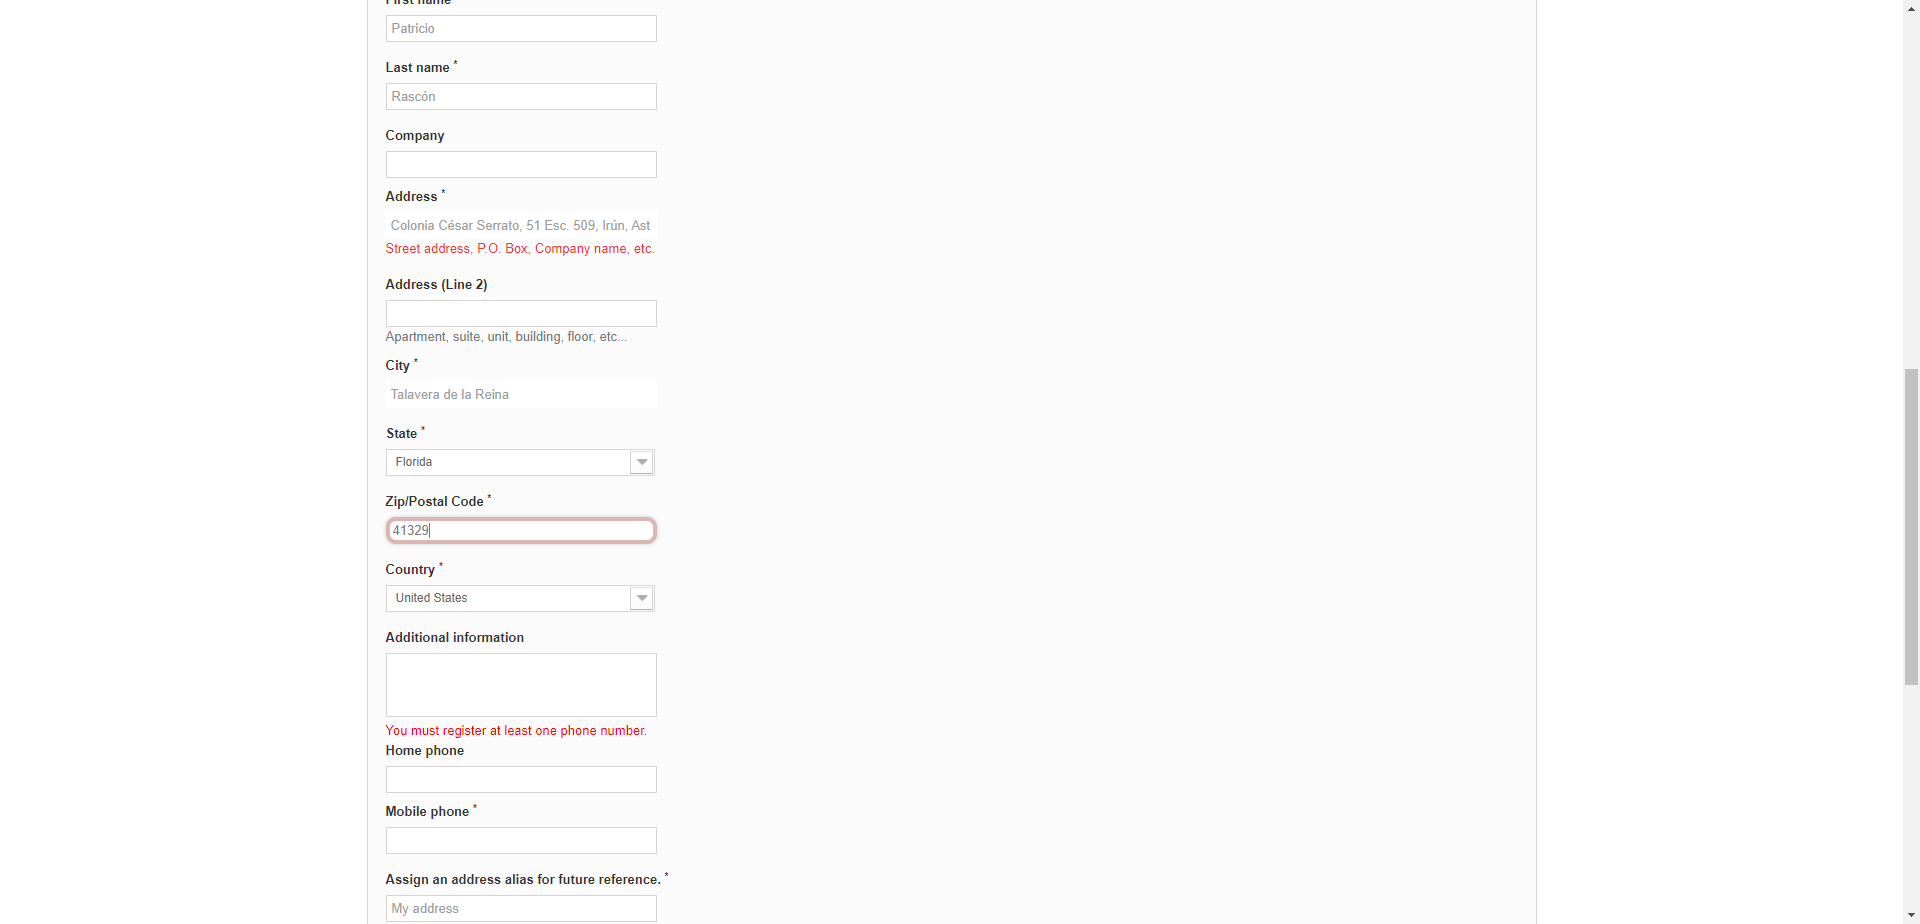 First name
Patricio
Last name *
Rascón
Company
Address *
Colonia César Serrato, 51 Esc. 509, Irún, Ast
Street address, P.O. Box, Company name, etc.
Address (Line 2)
Apartment, suite, unit, building, floor, etc...
City *
Talavera de la Reina
State *
Florida
Zip/Postal Code *
41329
Country *
United States
Additional information
You must register at least one phone number.
Home phone
Mobile phone *
Assign an address alias for future reference. *
My address